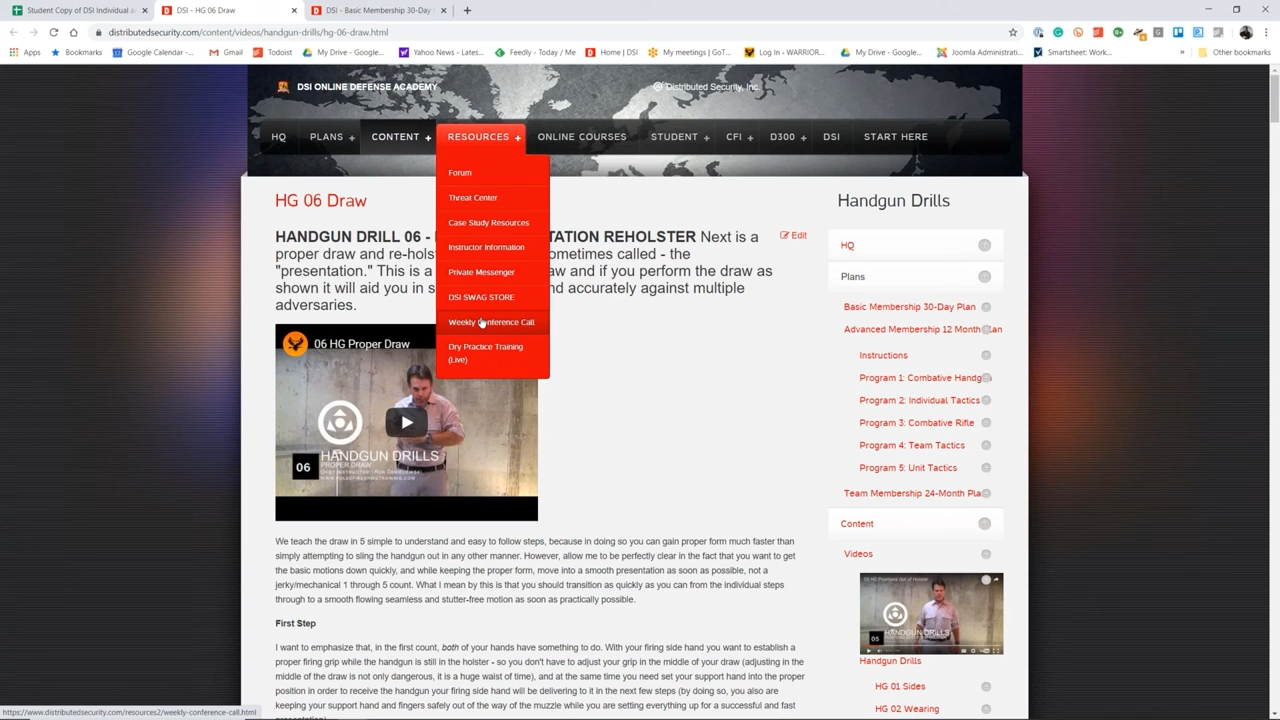 Student Copy of DSI Individual a
DSI - HG 06 Draw
DSI - Basic Membership 30-Day
distributedsecurity.com/content/videos/handgun-drills/hg-06-draw.html
Apps
Bookmarks
Google Calendar -...
Gmail
Todoist
My Drive - Google...
Yahoo News - Lates...
Feedly - Today / Me
Home | DSI
My meetings | GoT...
Log In - WARRIOR...
My Drive - Google...
Joomla Administrati...
Smartsheet: Work...
»
Other bookmarks
DSI ONLINE DEFENSE ACADEMY
Distributed Security, Inc.
HQ
PLANS +
CONTENT +
RESOURCES +
ONLINE COURSES
STUDENT +
CFI +
D300 +
DSI
START HERE
Forum
Threat Center
Case Study Resources
Instructor Information
Private Messenger
DSI SWAG STORE
Weekly Conference Call
Dry Practice Training
(Live)
HG 06 Draw
Edit
HANDGUN DRILL 06 -
TATION REHOLSTER Next is a
proper draw and re-hols
ometimes called - the
"presentation." This is a
aw and if you perform the draw as
shown it will aid you in s
nd accurately against multiple
adversaries.
06 HG Proper Draw
06
HANDGUN DRILLS
PROPER DRAW
We teach the draw in 5 simple to understand and easy to follow steps, because in doing so you can gain proper form much faster than
simply attempting to sling the handgun out in any other manner. However, allow me to be perfectly clear in the fact that you want to get
the basic motions down quickly, and while keeping the proper form, move into a smooth presentation as soon as possible, not a
jerky/mechanical 1 through 5 count. What I mean by this is that you should transition as quickly as you can from the individual steps
through to a smooth flowing seamless and stutter-free motion as soon as practically possible.
First Step
I want to emphasize that, in the first count, both of your hands have something to do. With your firing side hand you want to establish a
proper firing grip while the handgun is still in the holster - so you don't have to adjust your grip in the middle of your draw (adjusting in the
middle of the draw is not only dangerous, it is a huge waste of time), and at the same time you need set your support hand into the proper
position in order to receive the handgun your firing side hand will be delivering to it in the next few steps (by doing so, you also are
keeping your support hand and fingers safely out of the way of the muzzle while you are setting everything up for a successful and fast
presentation)
Handgun Drills
HQ
Plans
Basic Membership 30-Day Plan
Advanced Membership 12 Month Plan
Instructions
Program 1: Combative Handg
Program 2: Individual Tactics
Program 3: Combative Rifle
Program 4: Team Tactics
Program 5: Unit Tactics
Team Membership 24-Month Pla
Content
Videos
05
HANDGUN DRILLS
Handgun Drills
HG 01 Sides
HG 02 Wearing
https://www.distributedsecurity.com/resources2/weekly-conference-call.html